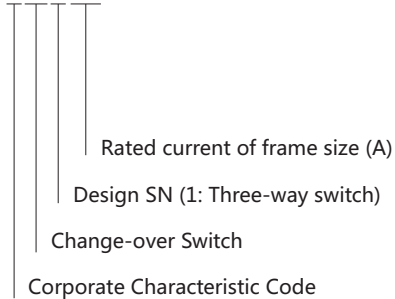 Rated current of frame size (A)
Design SN (1: Three-way switch)
Change-over Switch
Corporate Characteristic Code